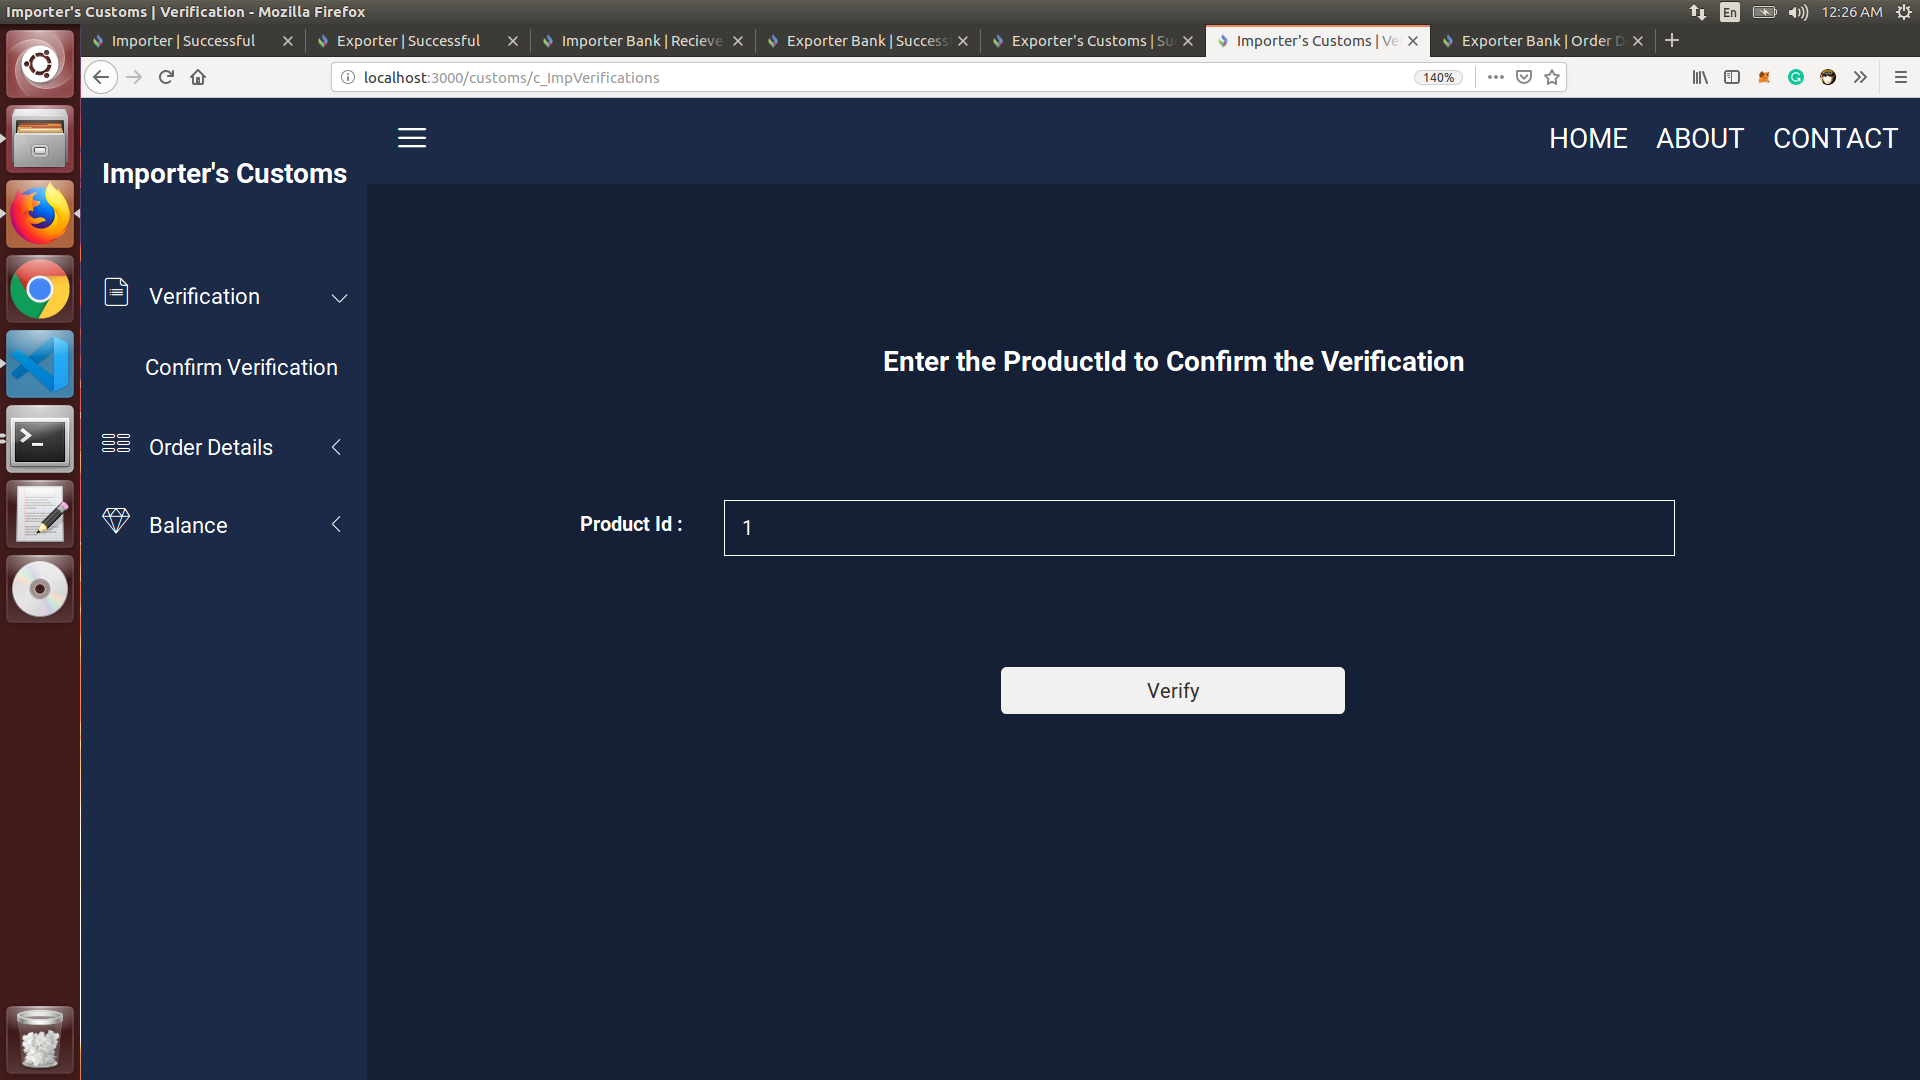 Importer's Customs | Verification - Mozilla Firefox
En
12:26 AM
Importer | Successful
Exporter | Successful
Importer Bank | Recieve
Exporter Bank | Success
Exporter's Customs | Su
Importer's Customs | Ve
Exporter Bank | Order D
localhost:3000/customs/c_ImpVerifications
140%
HOME
ABOUT
CONTACT
Importer's Customs
Verification
Confirm Verification
Order Details
Balance
Enter the ProductId to Confirm the Verification
Product Id :
1
Verify